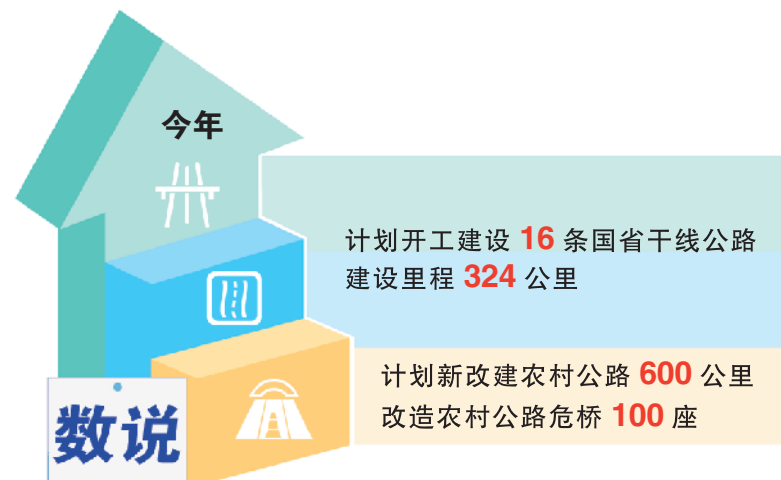 今年
计划开工建设 16 条国省干线公路
建设里程 324 公里
计划新改建农村公路 600 公里
改造农村公路危桥 100 座
数说